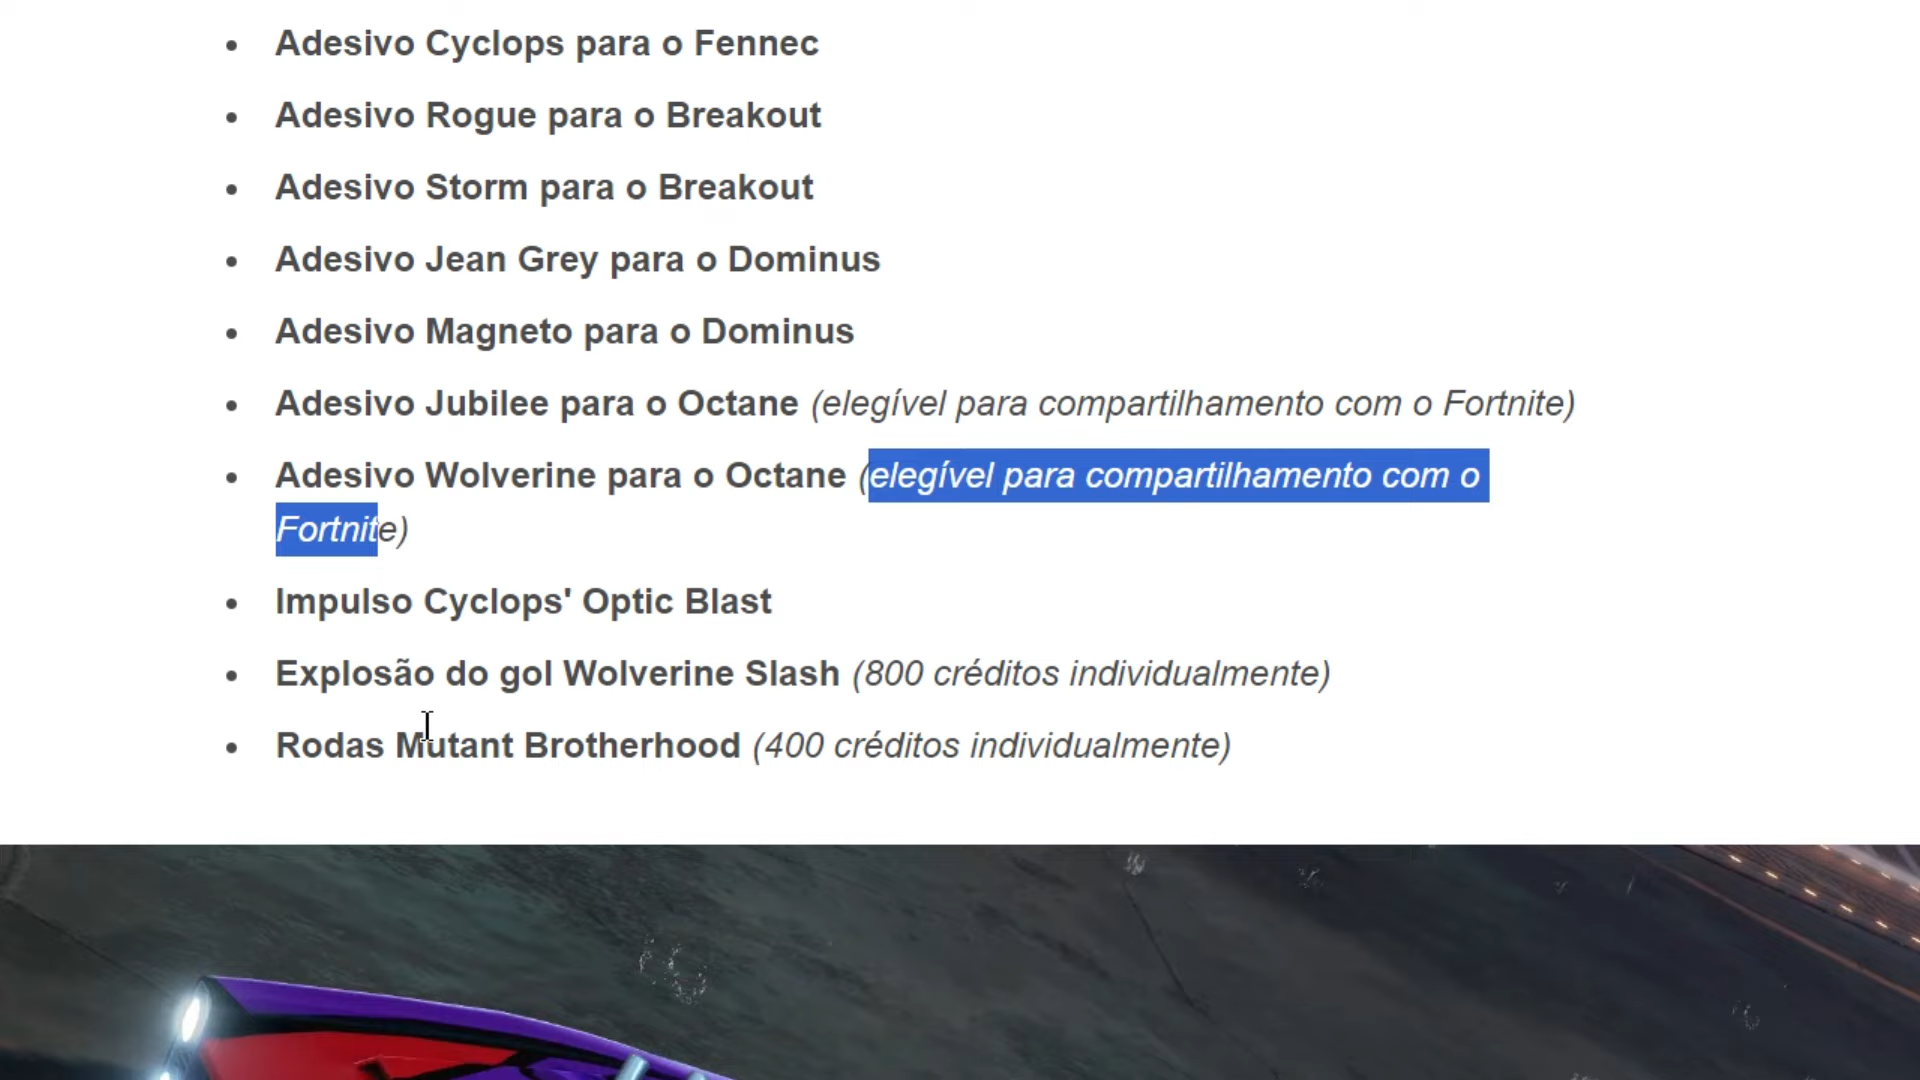 Adesivo Cyclops para o Fennec
Adesivo Rogue para o Breakout
Adesivo Storm para o Breakout
Adesivo Jean Grey para o Dominus
Adesivo Magneto para o Dominus
Adesivo Jubilee para o Octane (elegível para compartilhamento com o Fortnite)
Adesivo Wolverine para o Octane (elegível para compartilhamento com o
Fortnite)
Impulso Cyclops' Optic Blast
Explosão do gol Wolverine Slash (800 créditos individualmente)
Rodas Mutant Brotherhood (400 créditos individualmente)